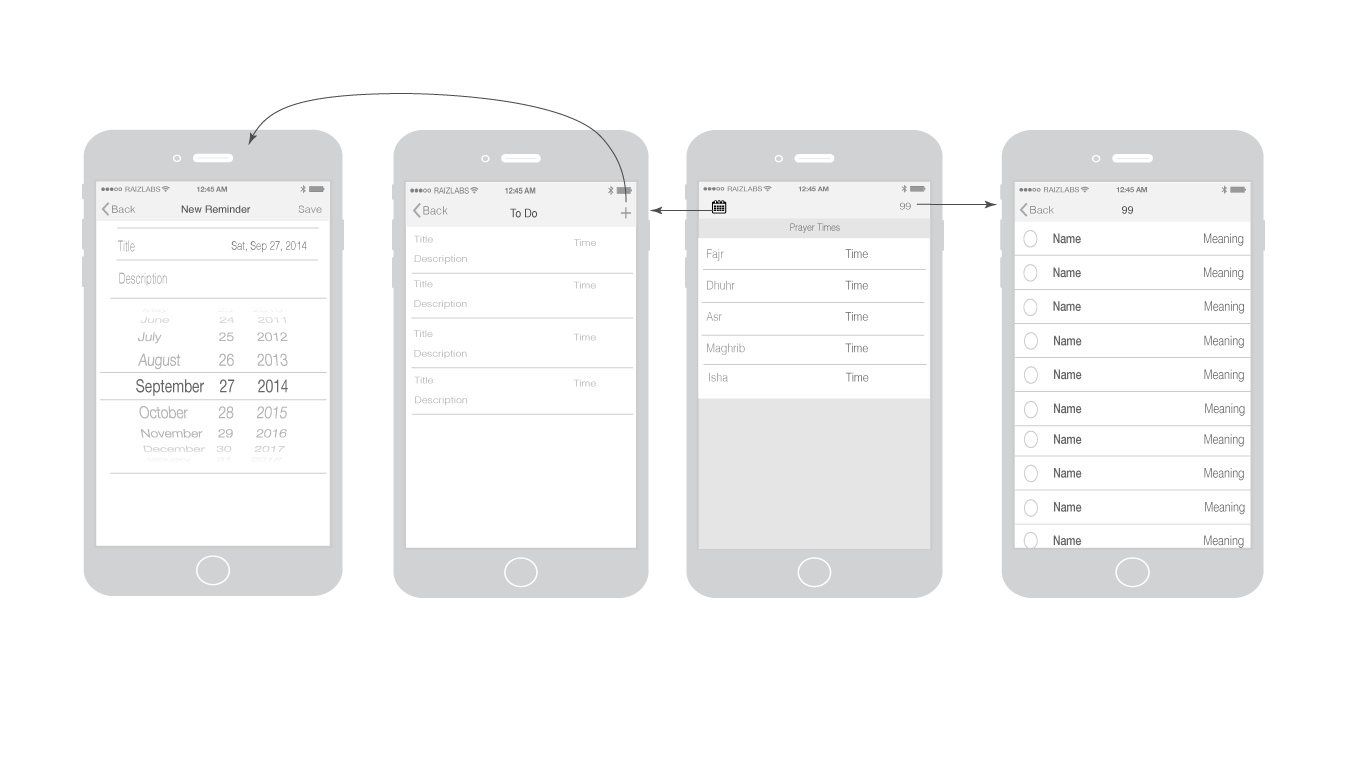 ●●●○○ RAIZLABS 12:45 AM
Back New Reminder Save
Title Sat, Sep 27, 2014
Description
June 24 2011
July 25 2012
August 26 2013
September 27 2014
October 28 2015
November 29 2016
December 30 2017
●●●○○ RAIZLABS 12:45 AM
Back To Do +
Title Time
Description
Title Time
Description
Title Time
Description
Title Time
Description
●●●○○ RAIZLABS 12:45 AM
99
Prayer Times
Fajr Time
Dhuhr Time
Asr Time
Maghrib Time
Isha Time
●●●○○ RAIZLABS 12:45 AM
Back 99
Name Meaning
Name Meaning
Name Meaning
Name Meaning
Name Meaning
Name Meaning
Name Meaning
Name Meaning
Name Meaning
Name Meaning